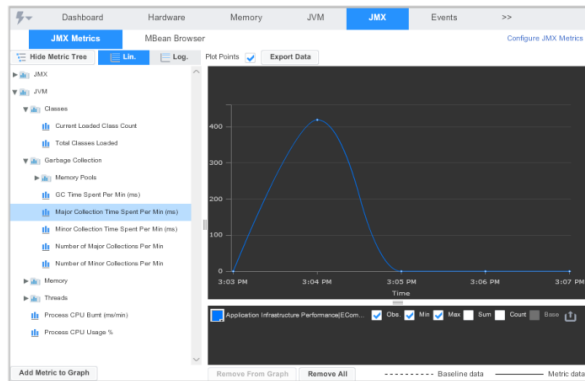 Dashboard Hardware Memory JVM JMX Events >>
JMX Metrics MBean Browser Configure JMX Metrics
Hide Metric Tree Lin. Log. Plot Points Export Data
JMX
JVM
Classes
Current Loaded Class Count
Total Classes Loaded
Garbage Collection
Memory Pools
GC Time Spent Per Min (ms)
Major Collection Time Spent Per Min (ms)
Minor Collection Time Spent Per Min (ms)
Number of Major Collections Per Min
Number of Minor Collections Per Min
Memory
Threads
Process CPU Burnt (ms/min)
Process CPU Usage %
Add Metric to Graph
400
300
200
100
0
3:03 PM 3:04 PM 3:05 PM 3:06 PM 3:07 PM
Time
Application Infrastructure Performance|ECom... Obs Min Max Sum Count Base
Remove From Graph Remove All Baseline data Metric data